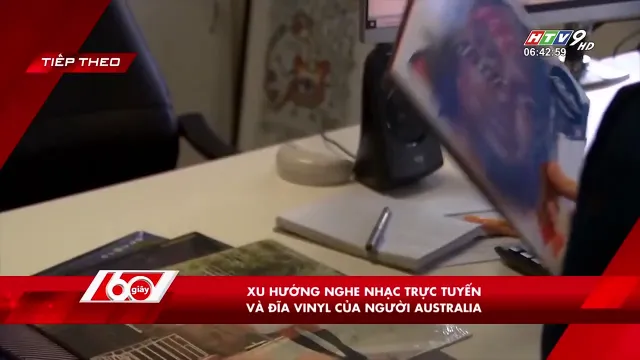 TIẾP THEO
HTV9 HD
06:42:59
60 giây
XU HƯỚNG NGHE NHẠC TRỰC TUYẾN
VÀ ĐĨA VINYL CỦA NGƯỜI AUSTRALIA